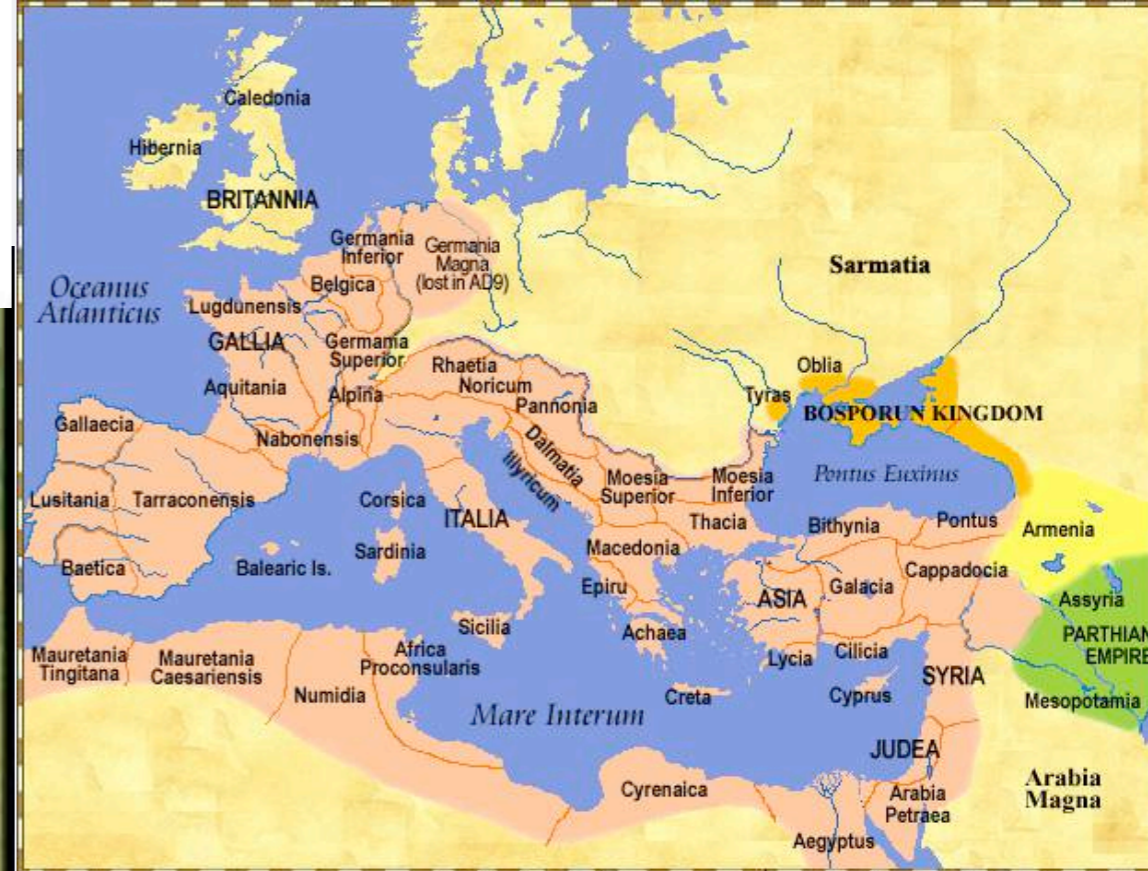 Caledonia
Hibernia
BRITANNIA
Oceanus
Atlanticus
Germania
Inferior
Germania
Magna
(lost in AD9)
Belgica
Lugdunensis
GALLIA
Germania
Superior
Aquitania
Alpina
Rhaetia
Noricum
Pannonia
Sarmatia
Oblia
Tyras
BOSPORUN KINGDOM
Gallaecia
Nabonensis
Dalmatia
Illyricum
Moesia
Superior
Moesia
Inferior
Pontus Euxinus
Lusitania
Tarraconensis
Corsica
ITALIA
Thacia
Bithynia
Pontus
Armenia
Baetica
Balearic Is.
Sardinia
Macedonia
Epiru
ASIA
Galacia
Cappadocia
Assyria
PARTHIAN
EMPIRE
Mauretania
Tingitana
Mauretania
Caesariensis
Numidia
Africa
Proconsularis
Sicilia
Achaea
Lycia
Cilicia
SYRIA
Mesopotamia
Creta
Cyprus
Mare Interum
JUDEA
Cyrenaica
Arabia
Petraea
Arabia
Magna
Aegyptus